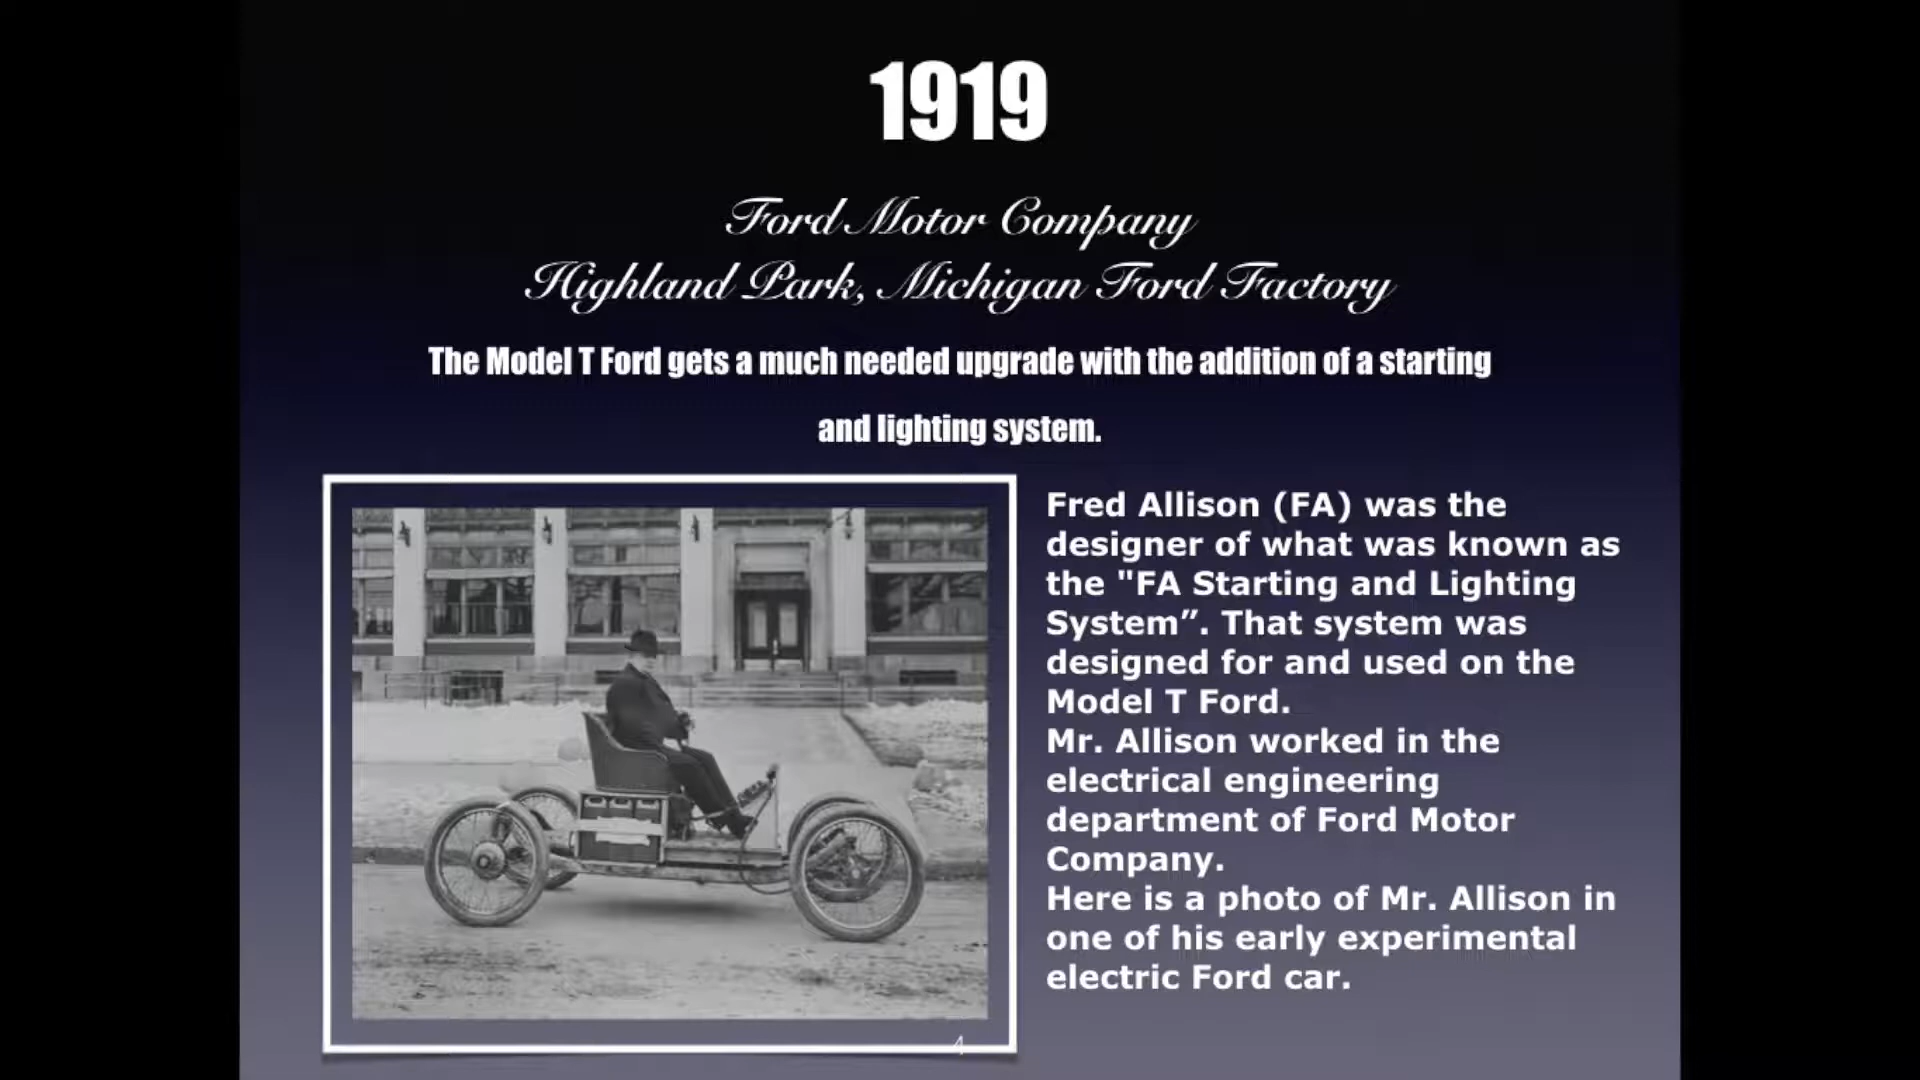 1919
Ford Motor Company
Highland Park, Michigan Ford Factory
The Model T Ford gets a much needed upgrade with the addition of a starting
and lighting system.
Fred Allison (FA) was the
designer of what was known as
the "FA Starting and Lighting
System”. That system was
designed for and used on the
Model T Ford.
Mr. Allison worked in the
electrical engineering
department of Ford Motor
Company.
Here is a photo of Mr. Allison in
one of his early experimental
electric Ford car.
4